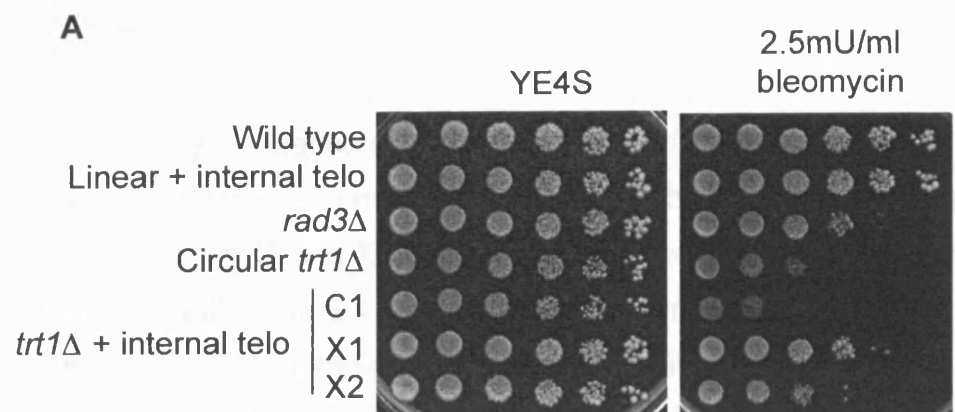 A
YE4S
2.5mU/ml
bleomycin
Wild type
Linear + internal telo
rad3Δ
Circular trt1Δ
trt1Δ + internal telo
C1
X1
X2